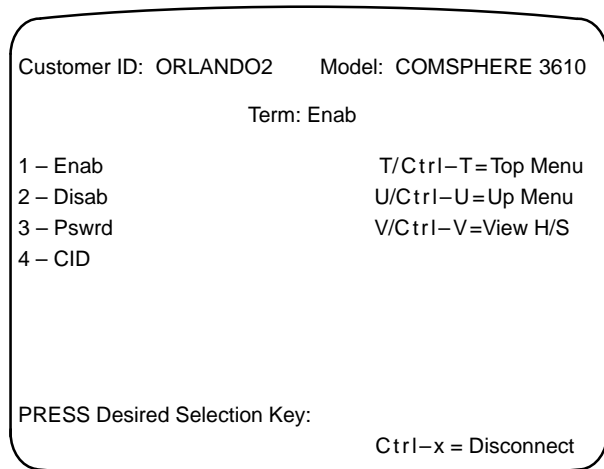 Customer ID: ORLANDO2 Model: COMSPHERE 3610
Term: Enab
1 – Enab T/Ctrl–T=Top Menu
2 – Disab U/Ctrl–U=Up Menu
3 – Pswrd V/Ctrl–V=View H/S
4 – CID
PRESS Desired Selection Key:
Ctrl–x = Disconnect